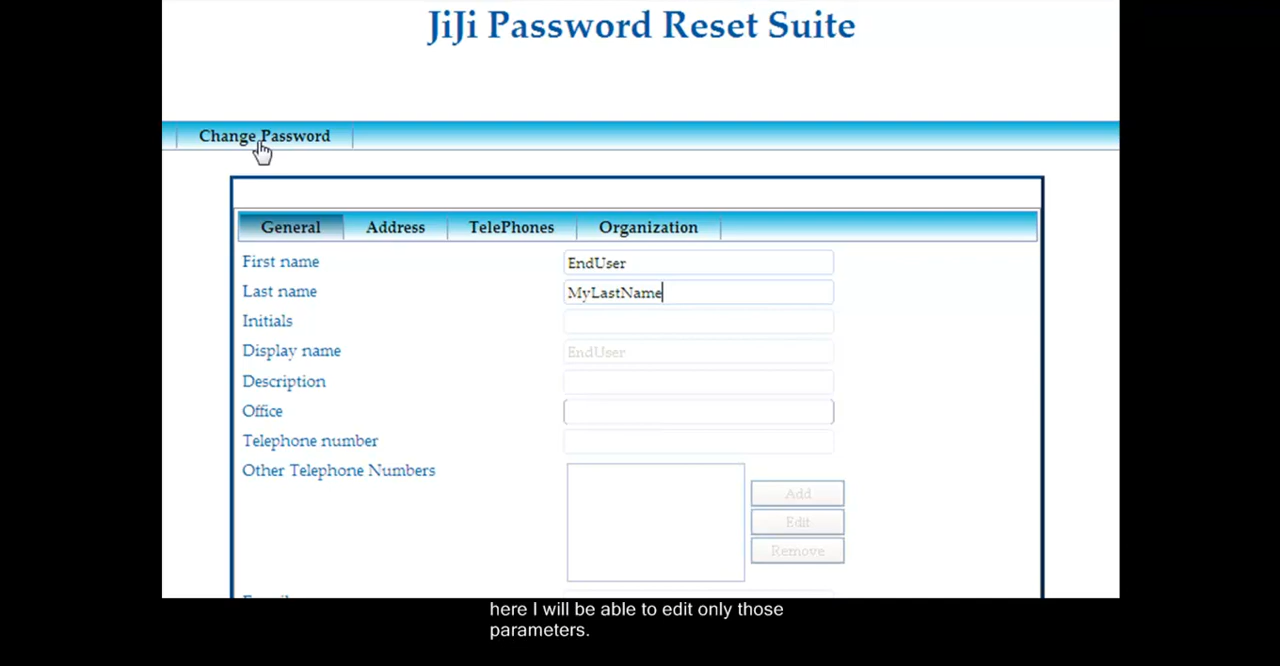 JiJi Password Reset Suite
Change Password
General Address TelePhones Organization
First name EndUser
Last name MyLastName
Initials
Display name EndUser
Description
Office
Telephone number
Other Telephone Numbers
Add
Edit
Remove
here I will be able to edit only those
parameters.